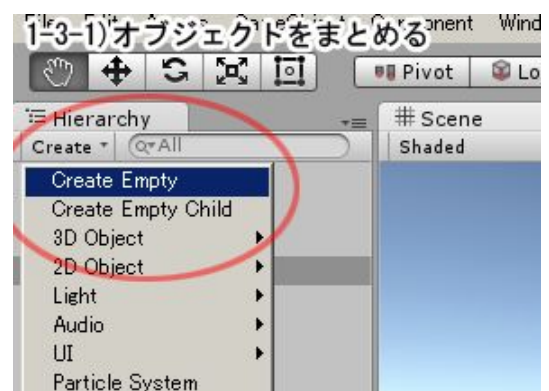 1-3-1)オブジェクトをまとめる
Pivot Lo
Hierarchy # Scene
Create All Shaded
Create Empty
Create Empty Child
3D Object
2D Object
Light
Audio
UI
Particle System